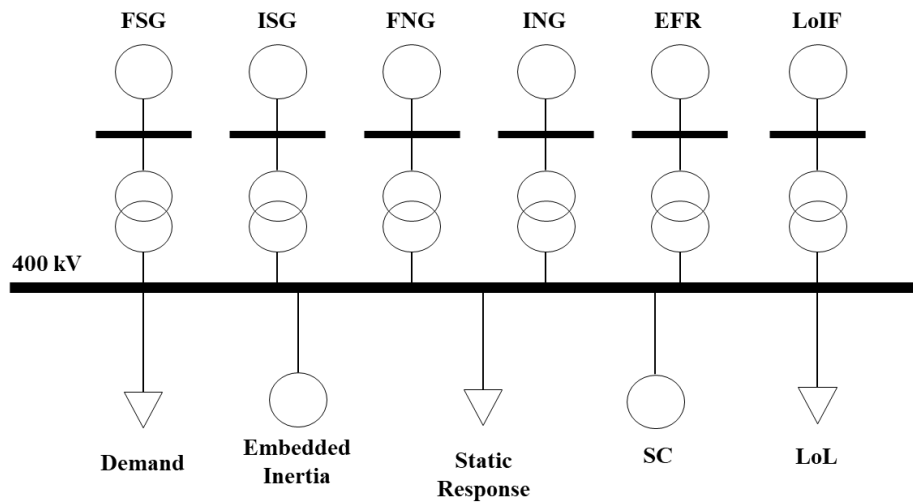 FSG
ISG
FNG
ING
EFR
LoIF
400 kV
Demand
Embedded
Inertia
Static
Response
SC
LoL